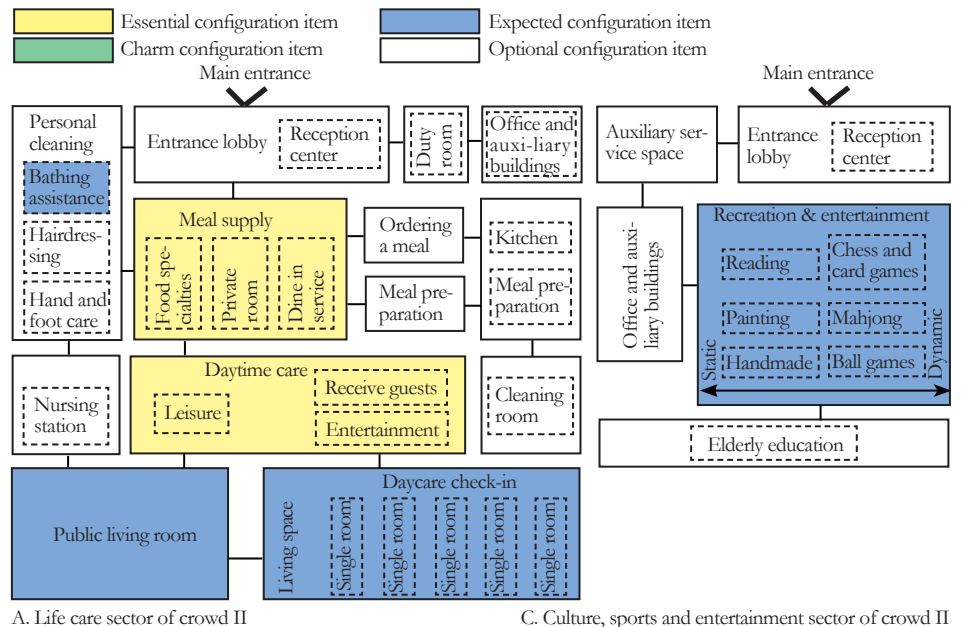 Essential configuration item
Expected configuration item
Charm configuration item
Optional configuration item
Main entrance
Main entrance
Personal
cleaning
Bathing
assistance
Hairdre-
ssing
Hand and
foot care
Entrance lobby
Reception
center
Duty
room
Office and
auxi-liary
buildings
Meal supply
Food spe-
cialties
Private
room
Dine in
service
Ordering
a meal
Meal pre-
paration
Kitchen
Meal pre-
paration
Daytime care
Leisure
Receive guests
Entertainment
Cleaning
room
Nursing
station
Public living room
Daycare check-in
Living space
Single room
Single room
Single room
Single room
Single room
A. Life care sector of crowd II
Auxiliary ser-
vice space
Entrance
lobby
Reception
center
Office and auxi-
liary buildings
Recreation & entertainment
Reading
Chess and
card games
Painting
Mahjong
Handmade
Ball games
Static
Dynamic
Elderly education
C. Culture, sports and entertainment sector of crowd II